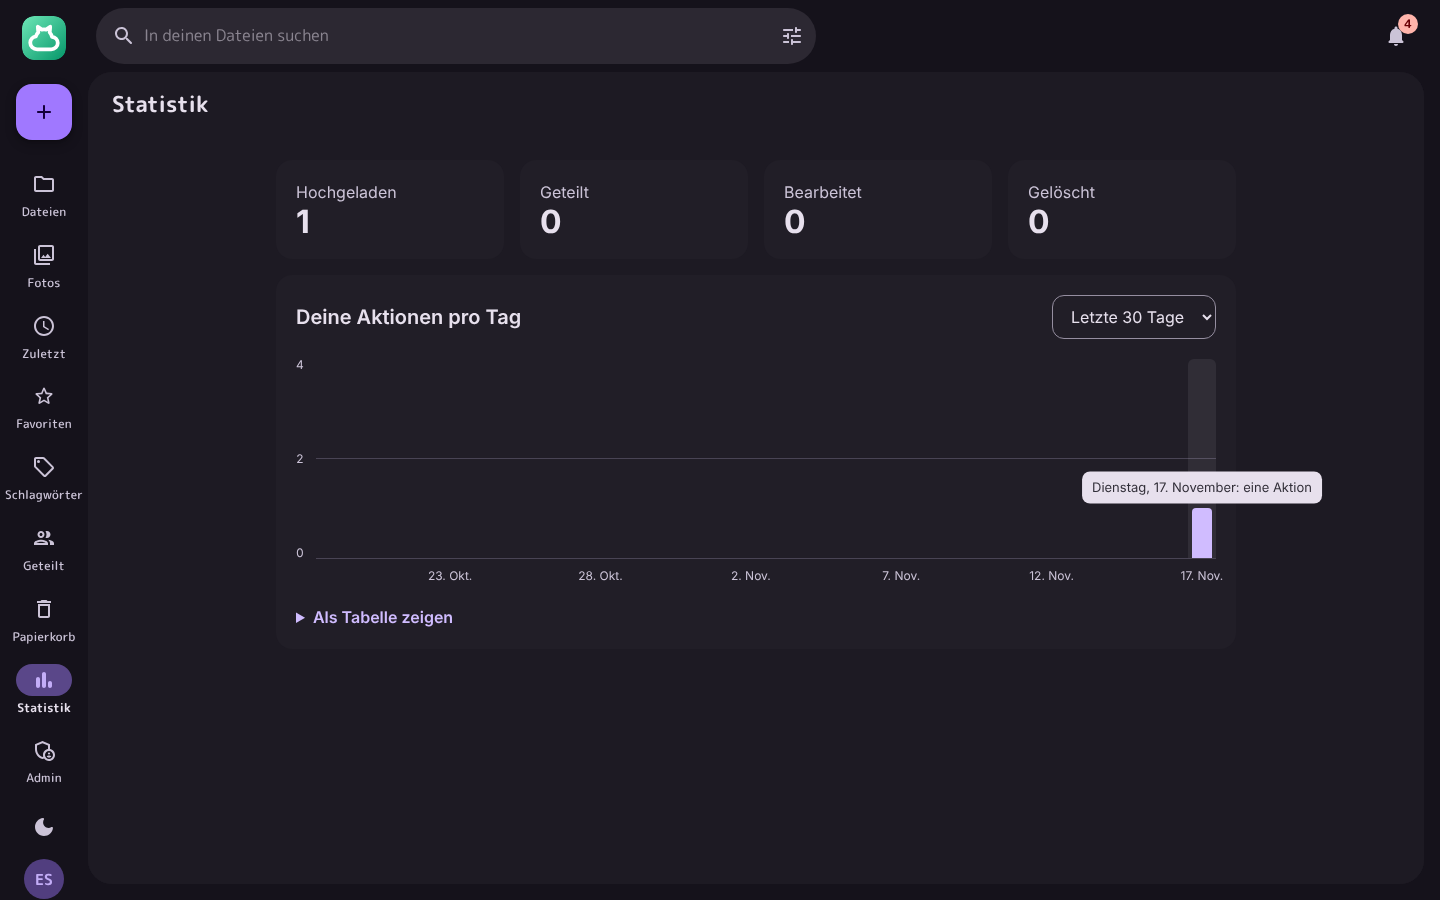 In deinen Dateien suchen
4
Statistik
Dateien
Fotos
Zuletzt
Favoriten
Schlagwörter
Geteilt
Papierkorb
Statistik
Admin
ES
Hochgeladen
1
Geteilt
0
Bearbeitet
0
Gelöscht
0
Deine Aktionen pro Tag
Letzte 30 Tage
4
2
0
Dienstag, 17. November: eine Aktion
23. Okt.
28. Okt.
2. Nov.
7. Nov.
12. Nov.
17. Nov.
Als Tabelle zeigen